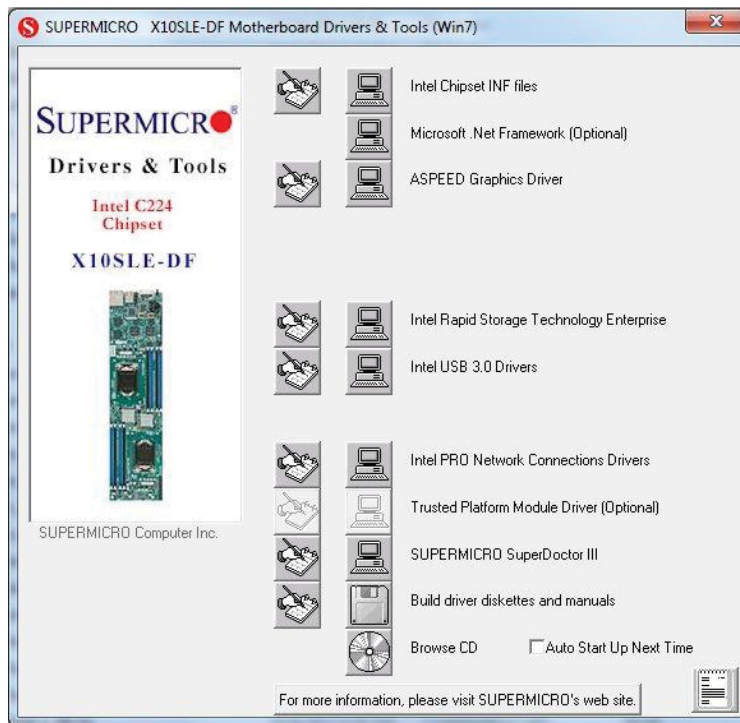 SUPERMICRO X10SLE-DF Motherboard Drivers & Tools (Win7)
SUPERMICRO®
Drivers & Tools
Intel C224
Chipset
X10SLE-DF
SUPERMICRO Computer Inc.
Intel Chipset INF files
Microsoft .Net Framework (Optional)
ASPEED Graphics Driver
Intel Rapid Storage Technology Enterprise
Intel USB 3.0 Drivers
Intel PRO Network Connections Drivers
Trusted Platform Module Driver (Optional)
SUPERMICRO SuperDoctor III
Build driver diskettes and manuals
Browse CD
Auto Start Up Next Time
For more information, please visit SUPERMICRO's web site.